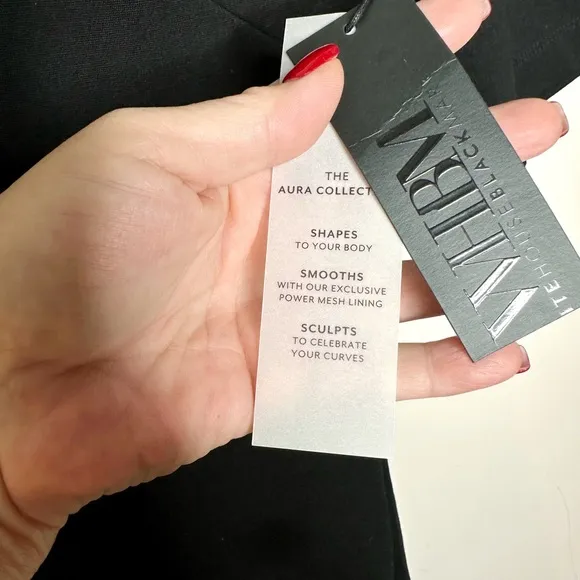 THE
AURA COLLECT
SHAPES
TO YOUR BODY
SMOOTHS
WITH OUR EXCLUSIVE
POWER MESH LINING
SCULPTS
TO CELEBRATE
YOUR CURVES
WHBM
ITEHOUSEBLACKMAR